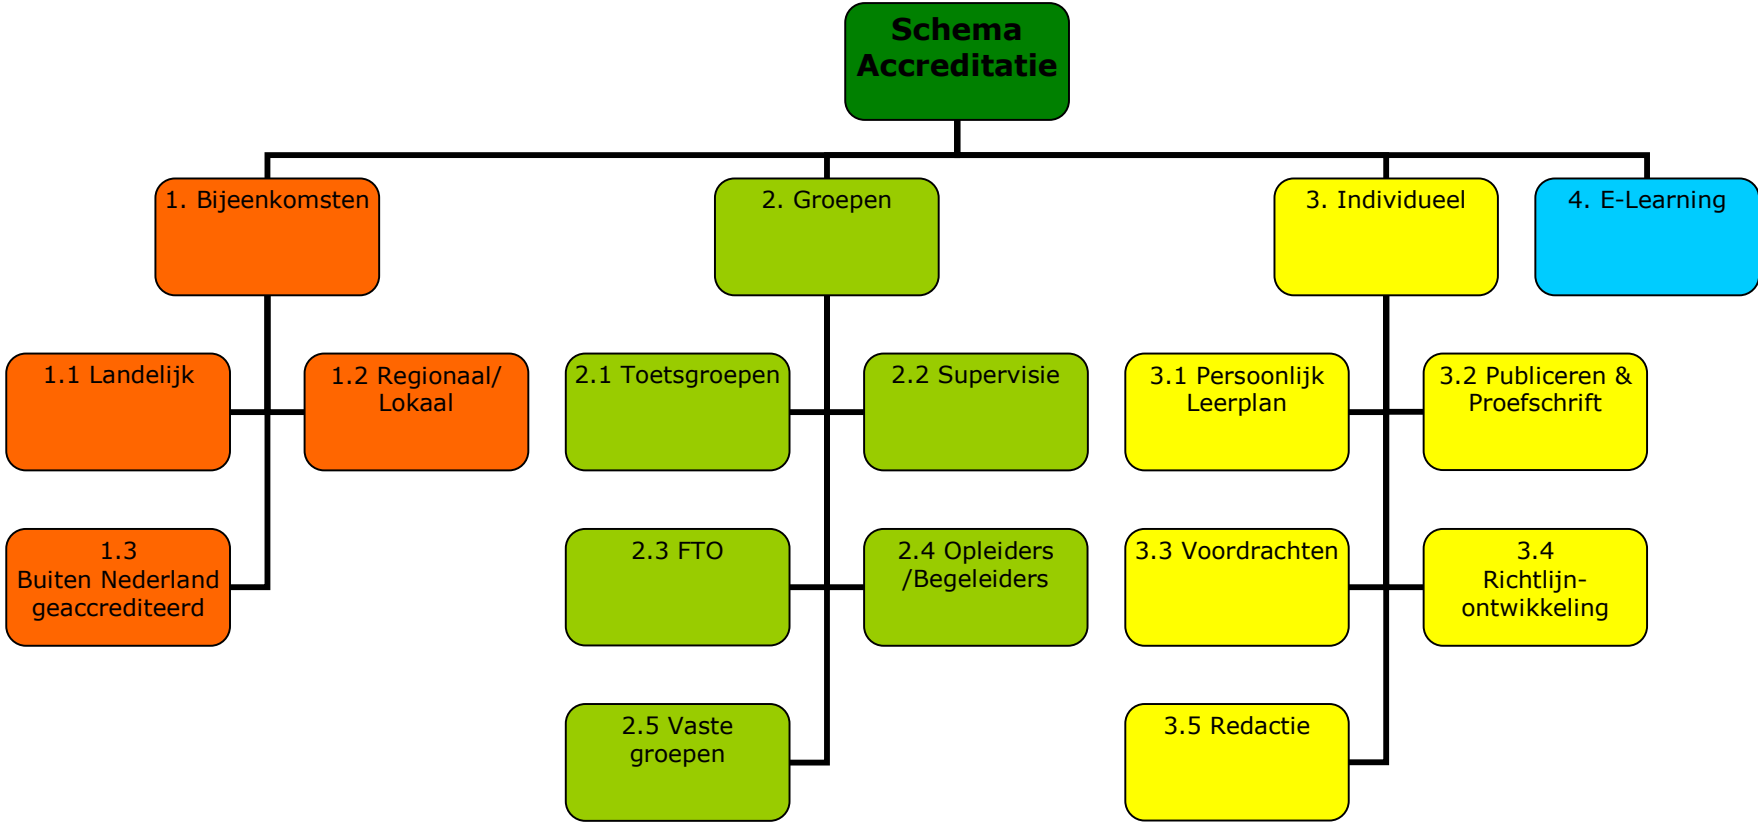 Schema
Accreditatie
1. Bijeenkomsten
2. Groepen
3. Individueel
4. E-Learning
1.1 Landelijk
1.2 Regionaal/
Lokaal
2.1 Toetsgroepen
2.2 Supervisie
3.1 Persoonlijk
Leerplan
3.2 Publiceren &
Proefschrift
1.3
Buiten Nederland
geaccrediteerd
2.3 FTO
2.4 Opleiders
/Begeleiders
3.3 Voordrachten
3.4
Richtlijn-
ontwikkeling
2.5 Vaste
groepen
3.5 Redactie